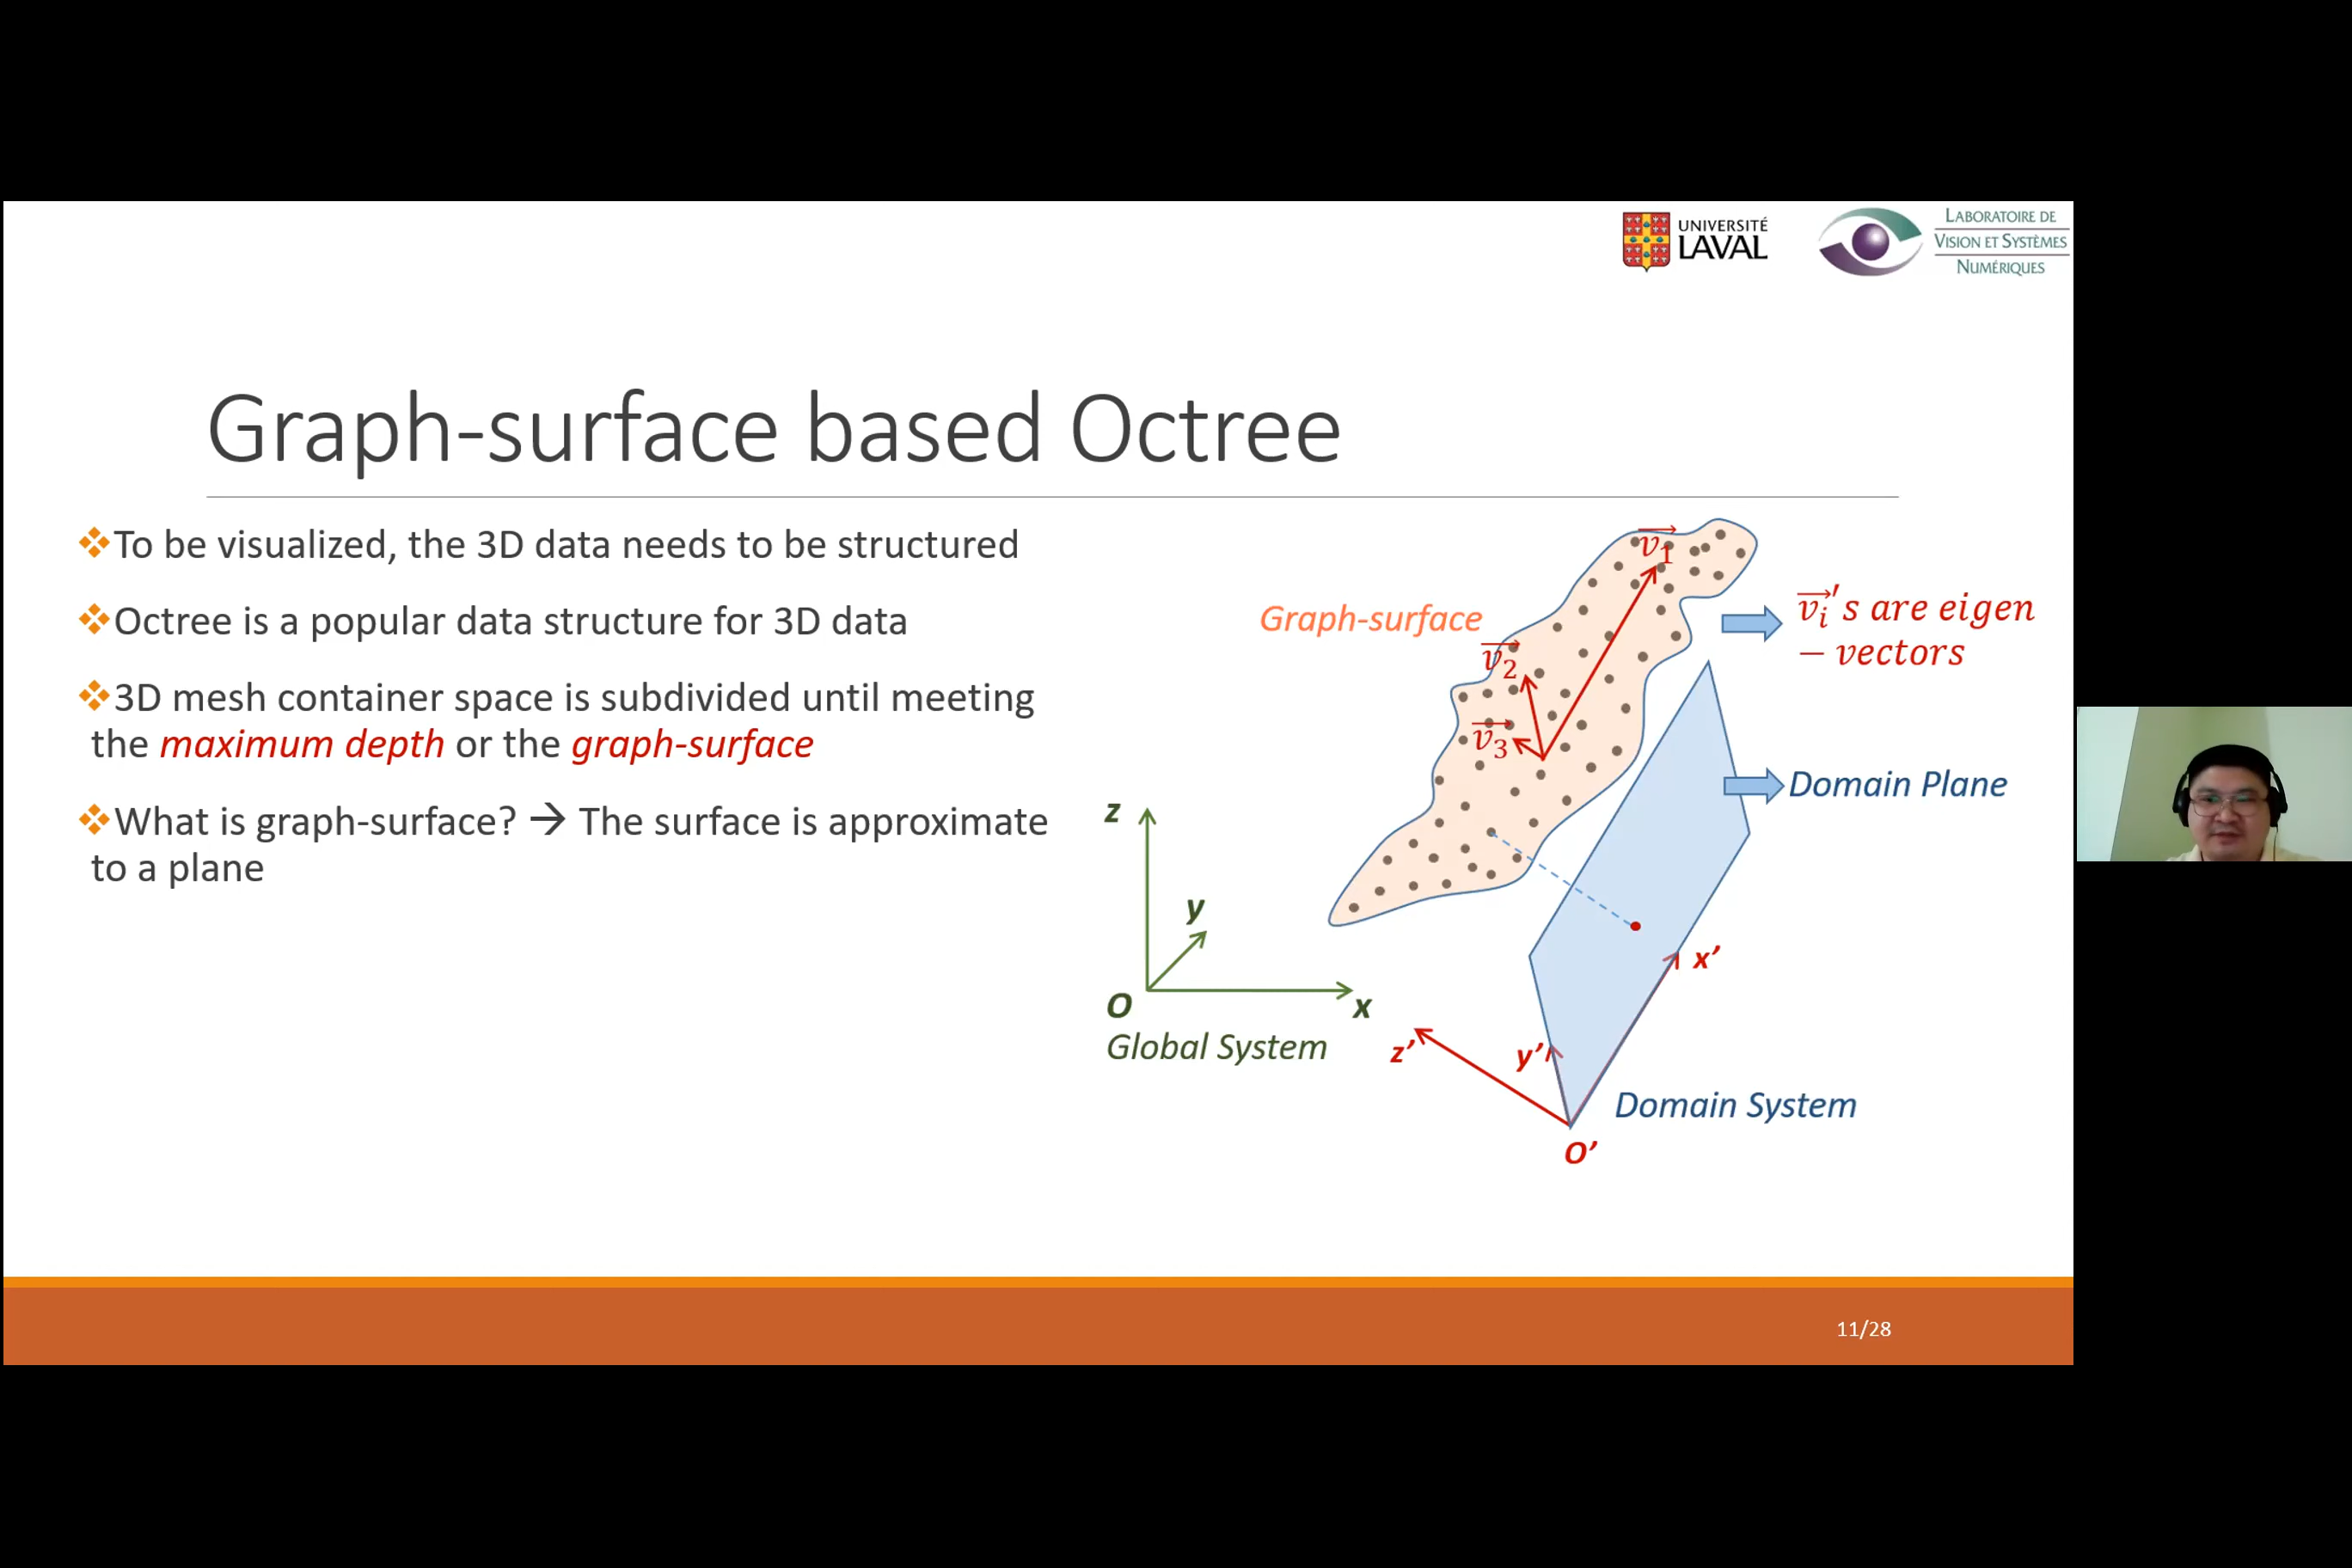 UNIVERSITÉ
LAVAL
LABORATOIRE DE
VISION ET SYSTÈMES
NUMÉRIQUES
Graph-surface based Octree
To be visualized, the 3D data needs to be structured
Octree is a popular data structure for 3D data
3D mesh container space is subdivided until meeting
the maximum depth or the graph-surface
What is graph-surface? → The surface is approximate
to a plane
Graph-surface
v₁
v₂
v₃
vᵢ's are eigen
− vectors
Domain Plane
z
y
O
x
Global System
x'
z'
y'
Domain System
O'
11/28